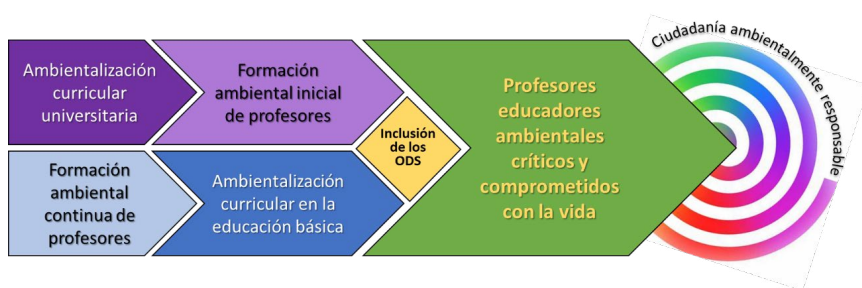 Ambientalización
curricular
universitaria
Formación
ambiental inicial
de profesores
Formación
ambiental
continua de
profesores
Ambientalización
curricular en la
educación básica
Inclusión
de los
ODS
Profesores
educadores
ambientales
críticos y
comprometidos
con la vida
Ciudadanía ambientalmente responsable